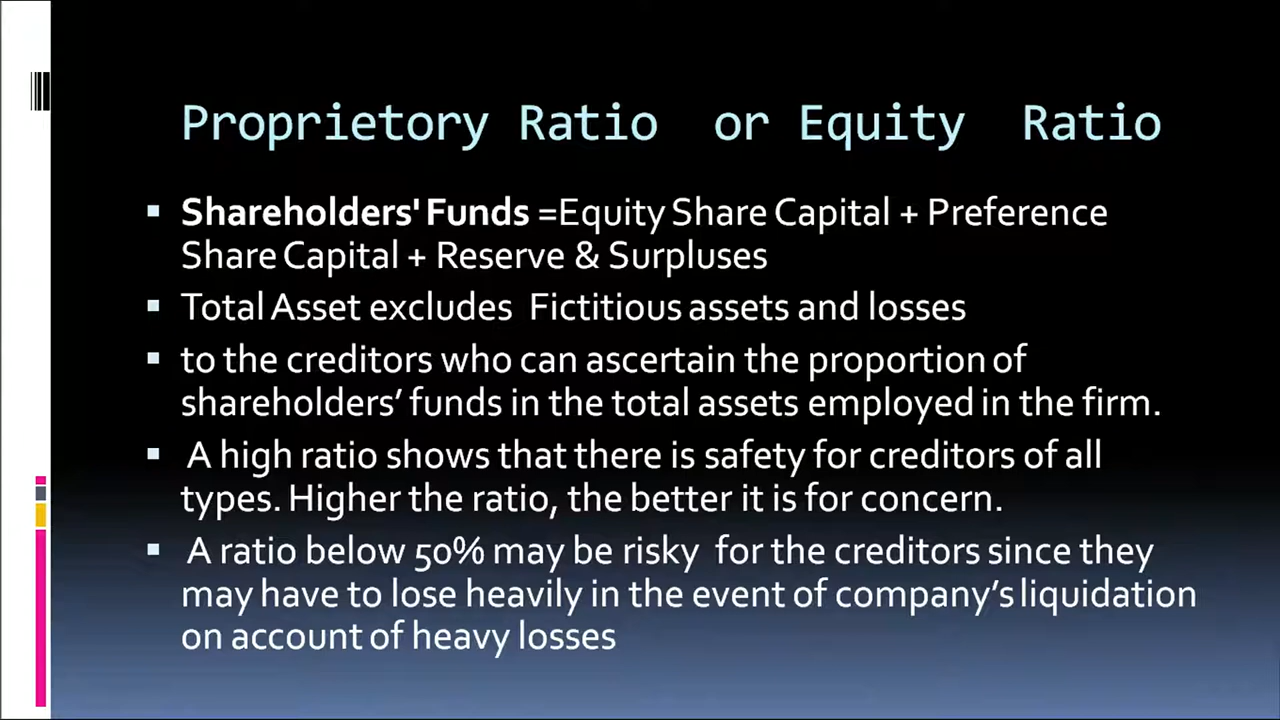 Proprietory Ratio or Equity Ratio
▪ Shareholders' Funds =Equity Share Capital + Preference
Share Capital + Reserve & Surpluses
▪ Total Asset excludes Fictitious assets and losses
▪ to the creditors who can ascertain the proportion of
shareholders’ funds in the total assets employed in the firm.
▪ A high ratio shows that there is safety for creditors of all
types. Higher the ratio, the better it is for concern.
▪ A ratio below 50% may be risky for the creditors since they
may have to lose heavily in the event of company’s liquidation
on account of heavy losses